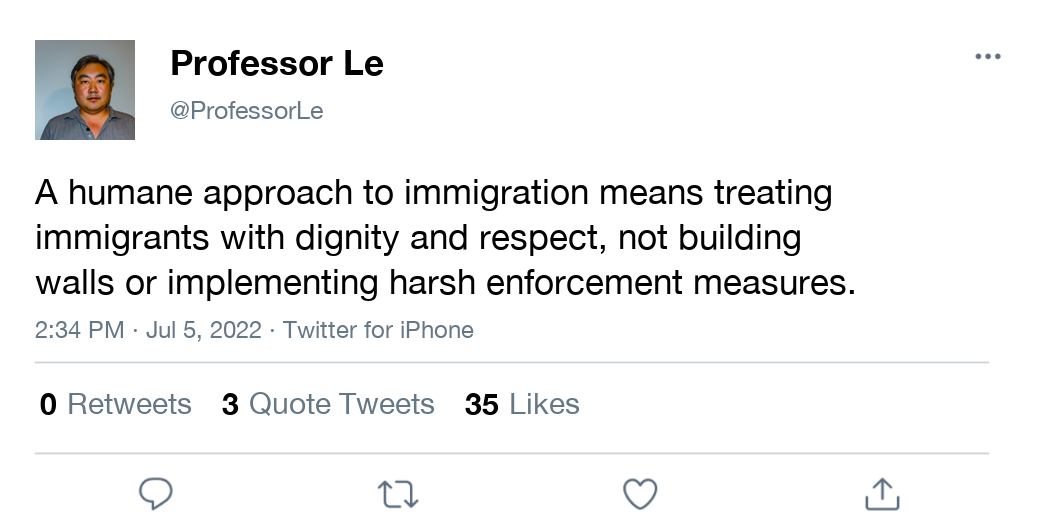 Professor Le
@ProfessorLe
A humane approach to immigration means treating
immigrants with dignity and respect, not building
walls or implementing harsh enforcement measures.
2:34 PM · Jul 5, 2022 · Twitter for iPhone
0 Retweets 3 Quote Tweets 35 Likes